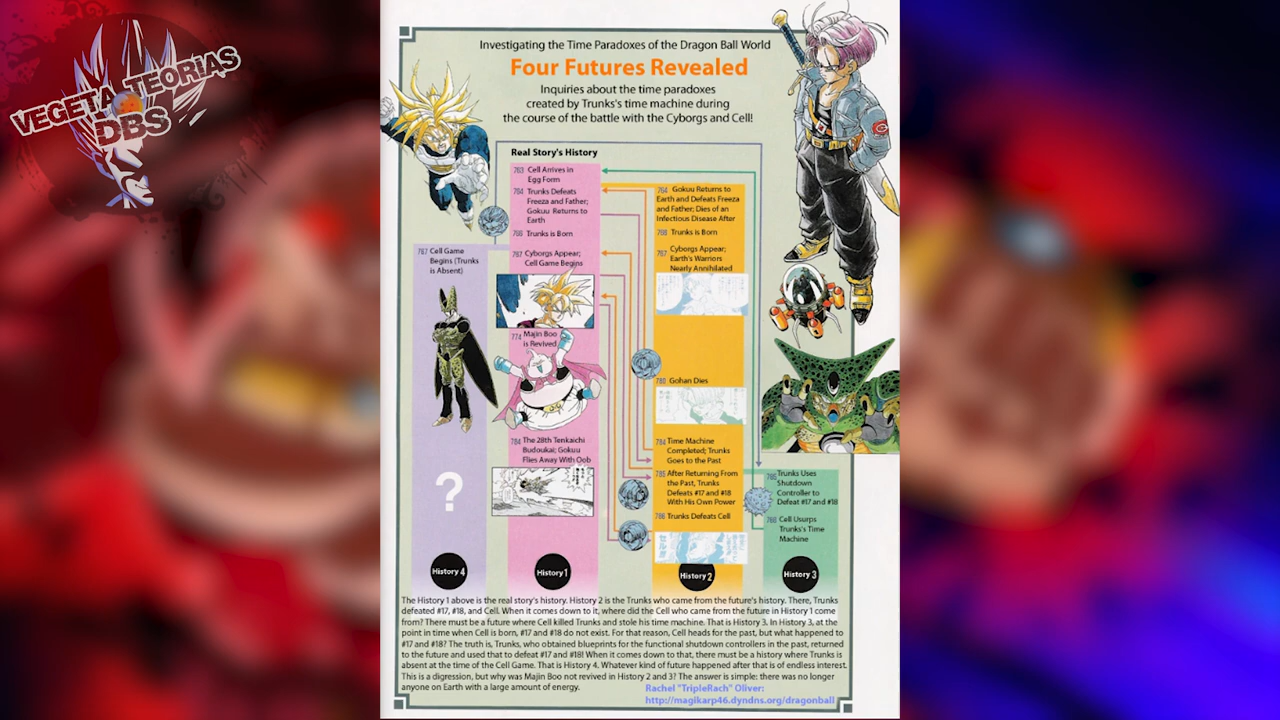 VEGETA TEORIAS
DBS
Investigating the Time Paradoxes of the Dragon Ball World
Four Futures Revealed
Inquiries about the time paradoxes
created by Trunks's time machine during
the course of the battle with the Cyborgs and Cell!
Real Story's History
763 Cell Arrives in
Egg Form
764 Trunks Defeats
Freeza and Father;
Gokuu Returns to
Earth
Trunks is Born
767 Cyborgs Appear;
Cell Game Begins
774 Majin Boo
is Revived
784 The 28th Tenkaichi
Budoukai; Gokuu
Flies Away With Oob
764 Gokuu Returns to
Earth and Defeats Freeza
and Father; Dies of an
Infectious Disease After
Trunks is Born
767 Cyborgs Appear;
Earth's Warriors
Nearly Annihilated
780 Gohan Dies
784 Time Machine
Completed; Trunks
Goes to the Past
785 After Returning From
the Past, Trunks
Defeats #17 and #18
With His Own Power
786 Trunks Defeats Cell
767 Cell Game
Begins (Trunks
is Absent)
?
Trunks Uses
Shutdown
Controller to
Defeat #17 and #18
Cell Usurps
Trunks's Time
Machine
History 4
History 1
History 2
History 3
The History 1 above is the real story's history. History 2 is the Trunks who came from the future's history. There, Trunks
defeated #17, #18, and Cell. When it comes down to it, where did the Cell who came from the future in History 1 come
from? There must be a future where Cell killed Trunks and stole his time machine. That is History 3. In History 3, at the
point in time when Cell is born, #17 and #18 do not exist. For that reason, Cell heads for the past, but what happened to
#17 and #18? The truth is, Trunks, who obtained blueprints for the functional shutdown controllers in the past, returned
to the future and used that to defeat #17 and #18! When it comes down to that, there must be a history where Trunks is
absent at the time of the Cell Game. That is History 4. Whatever kind of future happened after that is of endless interest.
This is a digression, but why was Majin Boo not revived in History 2 and 3? The answer is simple: there was no longer
anyone on Earth with a large amount of energy.
Rachel "TripleRach" Oliver:
http://magikarp46.dyndns.org/dragonball